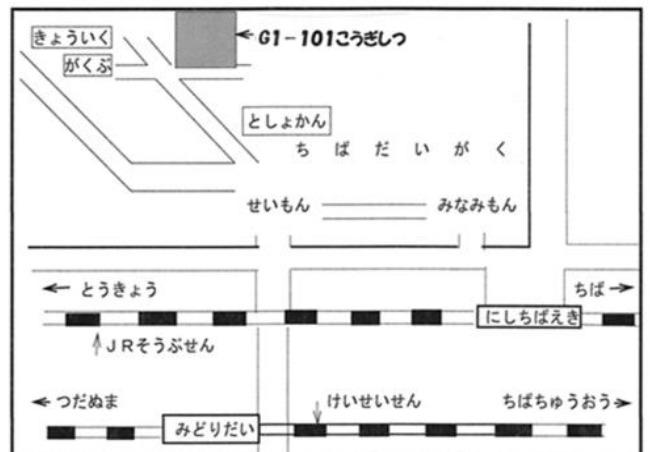 きょういく
がくぶ
←G1-101こうぎしつ
としょかん
ちばだいがく
せいもん
みなみもん
← とうきょう
ちば →
にしちばえき
↑JRそうぶせん
← つだぬま
↓けいせいせん
ちばちゅうおう→
みどりだい